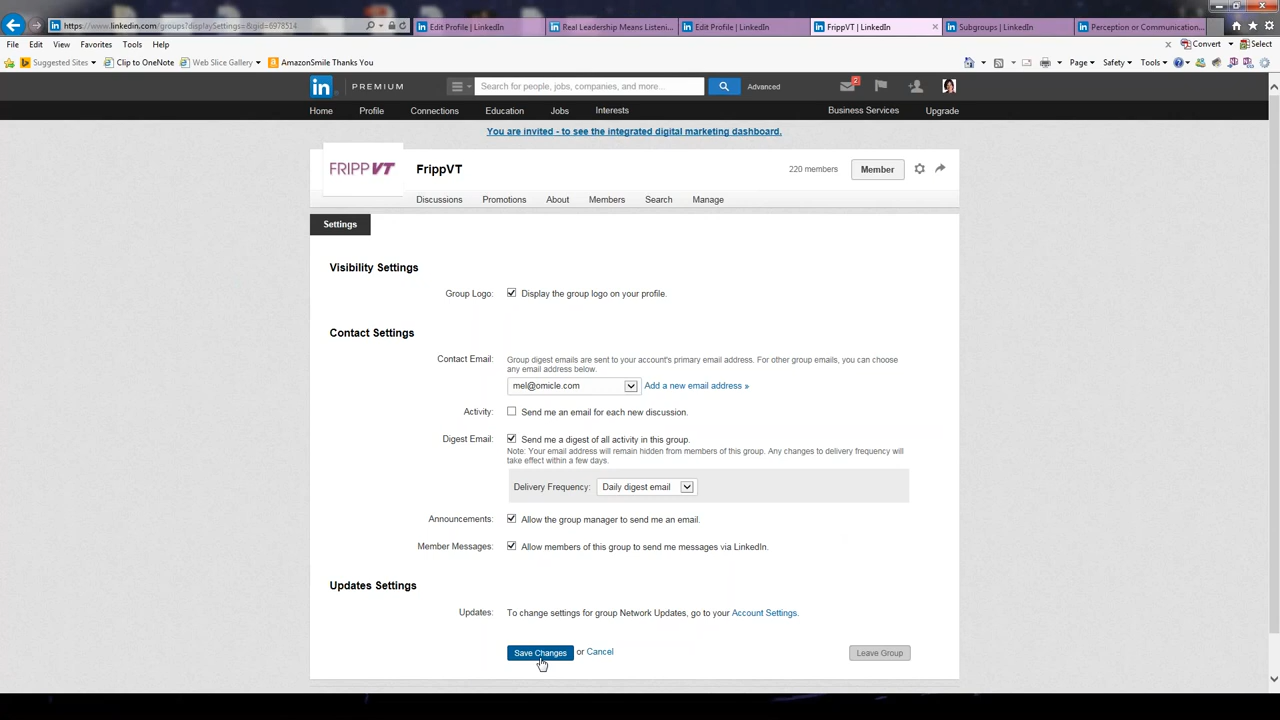 https://www.linkedin.com/groups?displaySettings=&gid=6978514
Edit Profile | LinkedIn
Real Leadership Means Listeni...
Edit Profile | LinkedIn
FrippVT | LinkedIn
Subgroups | LinkedIn
Perception or Communication...
File Edit View Favorites Tools Help
Convert Select
Suggested Sites Clip to OneNote Web Slice Gallery AmazonSmile Thank You
Page Safety Tools
in PREMIUM Search for people, jobs, companies, and more... Advanced 2
Home Profile Connections Education Jobs Interests Business Services Upgrade
You are invited - to see the integrated digital marketing dashboard.
FRIPP VT FrippVT 220 members Member
Discussions Promotions About Members Search Manage
Settings
Visibility Settings
Group Logo: Display the group logo on your profile.
Contact Settings
Contact Email: Group digest emails are sent to your account's primary email address. For other group emails, you can choose
any email address below.
mel@omicle.com Add a new email address »
Activity: Send me an email for each new discussion.
Digest Email: Send me a digest of all activity in this group.
Note: Your email address will remain hidden from members of this group. Any changes to delivery frequency will
take effect within a few days.
Delivery Frequency: Daily digest email
Announcements: Allow the group manager to send me an email.
Member Messages: Allow members of this group to send me messages via LinkedIn.
Updates Settings
Updates: To change settings for group Network Updates, go to your Account Settings.
Save Changes or Cancel Leave Group